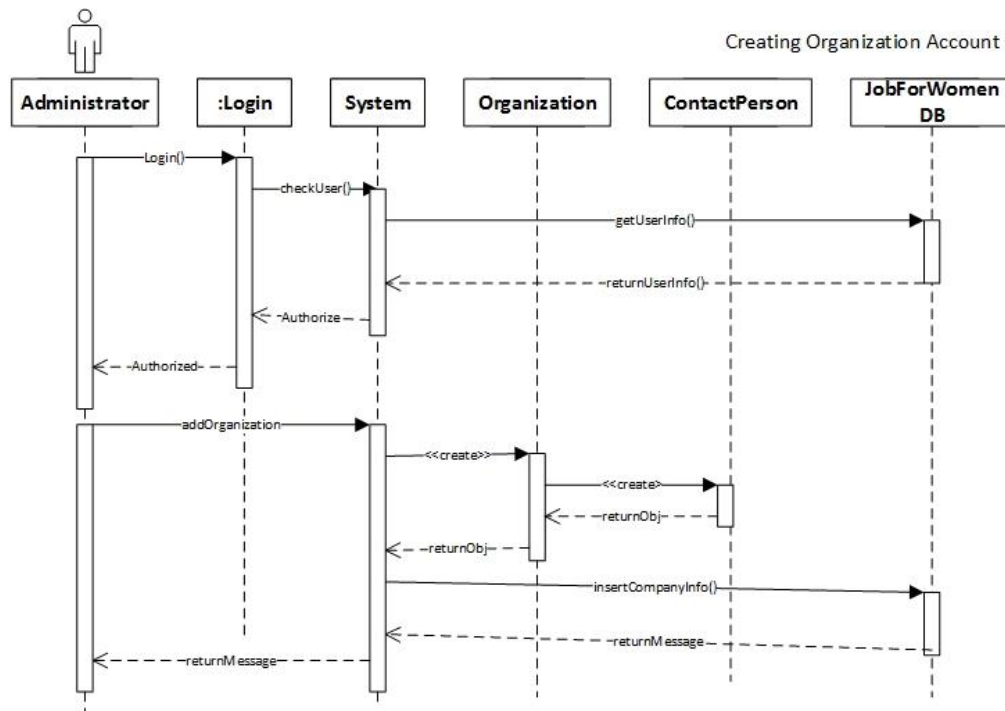 Creating Organization Account
Administrator
:Login
System
Organization
ContactPerson
JobForWomen
DB
Login()
checkUser()
getUserInfo()
returnUserInfo()
Authorize
Authorized
addOrganization
<<create>>
<<create>
returnObj
returnObj
insertCompanyInfo()
returnMessage
returnMessage